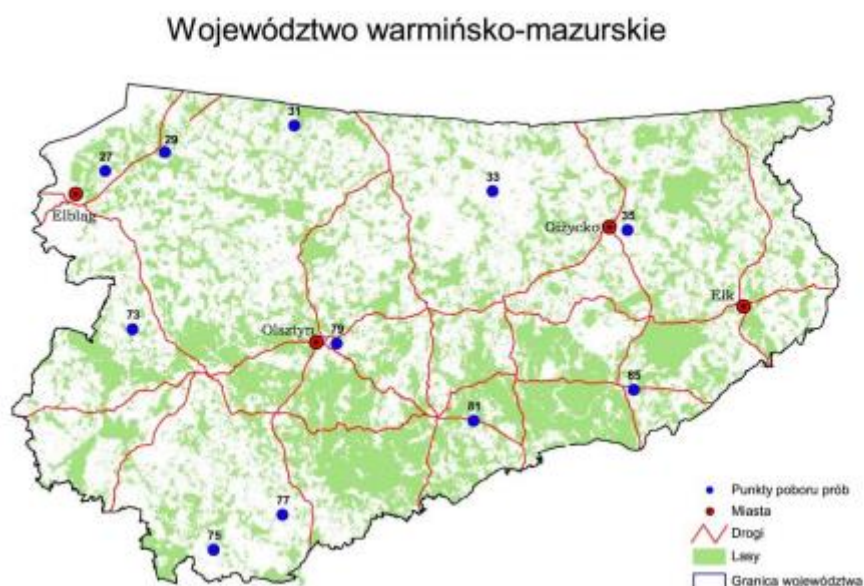 Województwo warmińsko-mazurskie
31
29
27
33
Elbląg
Giżycko
35
Ełk
73
Olsztyn
79
85
81
77
75
Punkty poboru prób
Miasta
Drogi
Lasy
Granica województwa